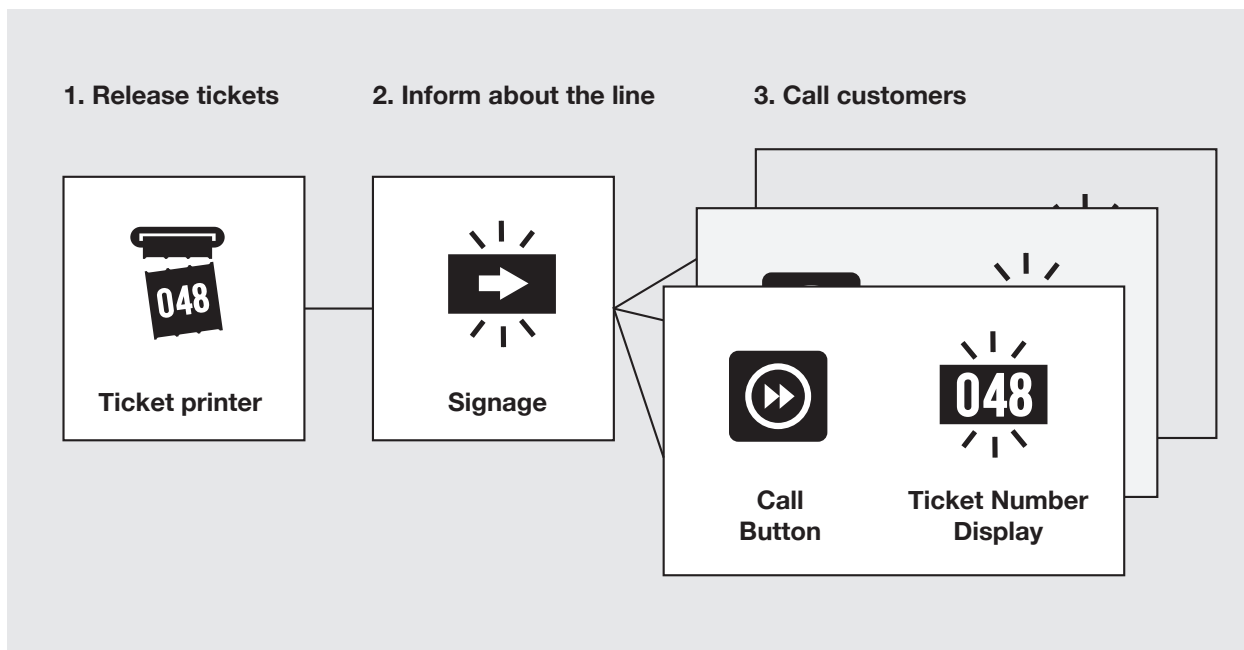 1. Release tickets
2. Inform about the line
3. Call customers
048
Ticket printer
Signage
048
Call
Button
Ticket Number
Display